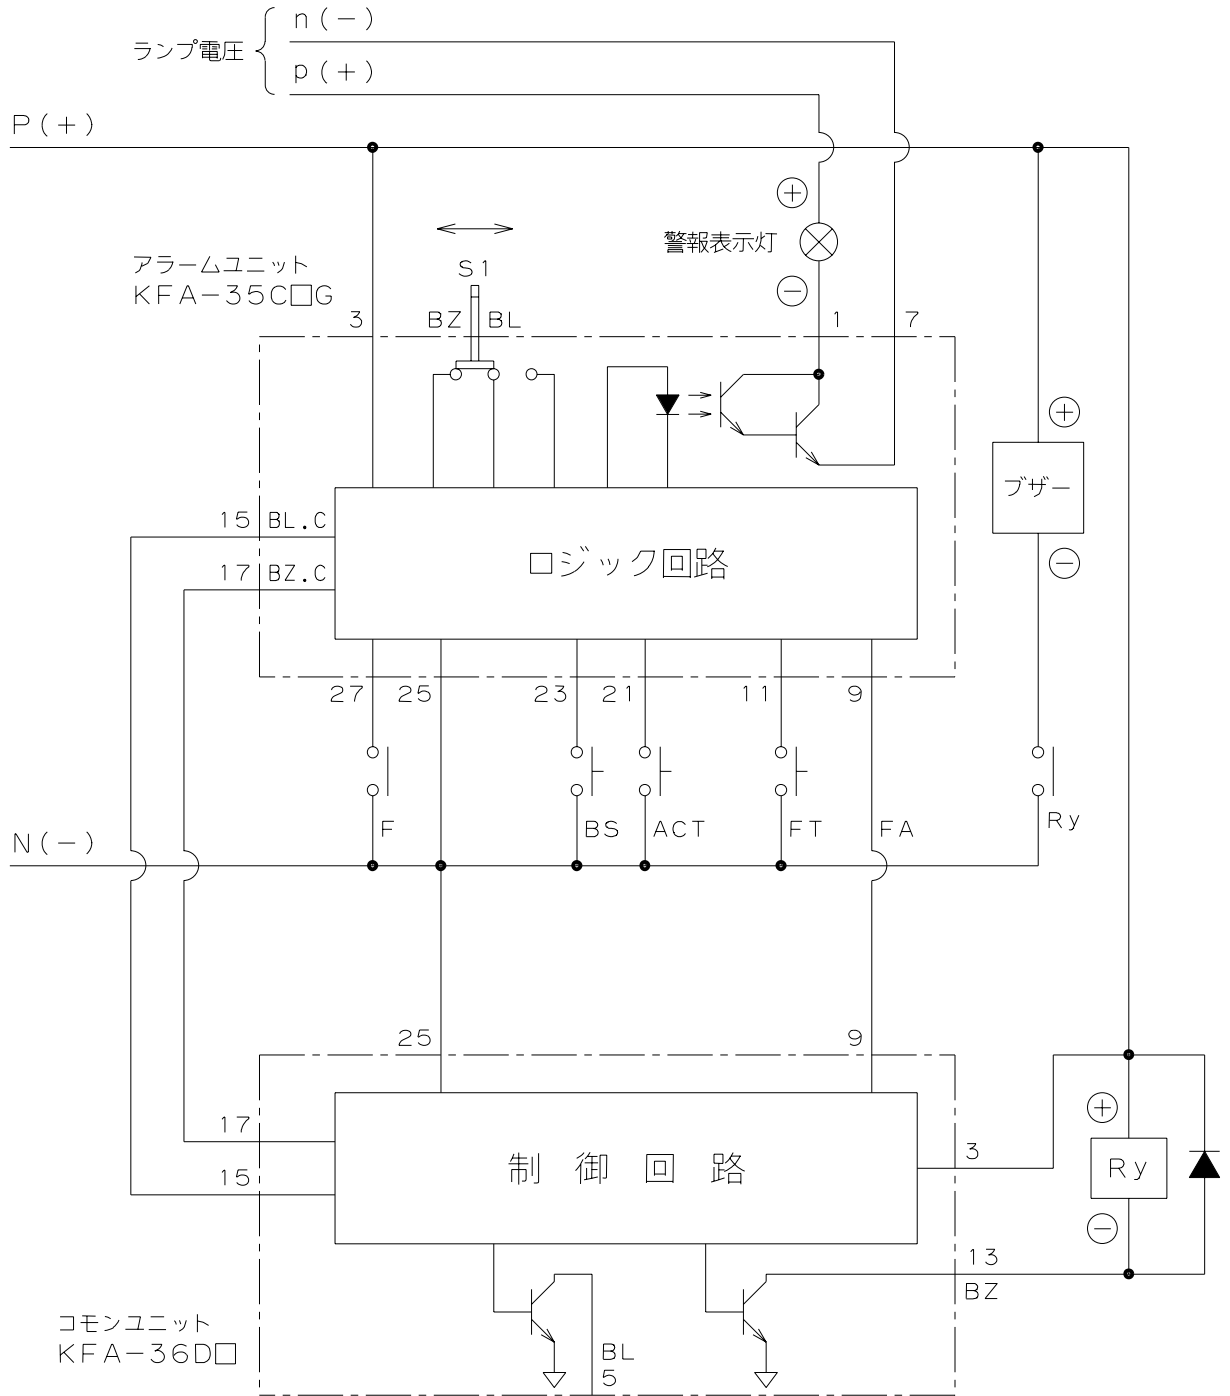 n(−)
ランプ電圧
p(+)
P(+)
警報表示灯
アラームユニット
S1
KFA−35C□G
3
BZ
BL
1
7
ブザー
15
BL.C
ロジック回路
17
BZ.C
27
25
23
21
11
9
F
BS
ACT
FT
FA
Ry
N(−)
25
9
17
3
制御回路
Ry
15
13
BZ
コモンユニット
KFA−36D□
BL
5